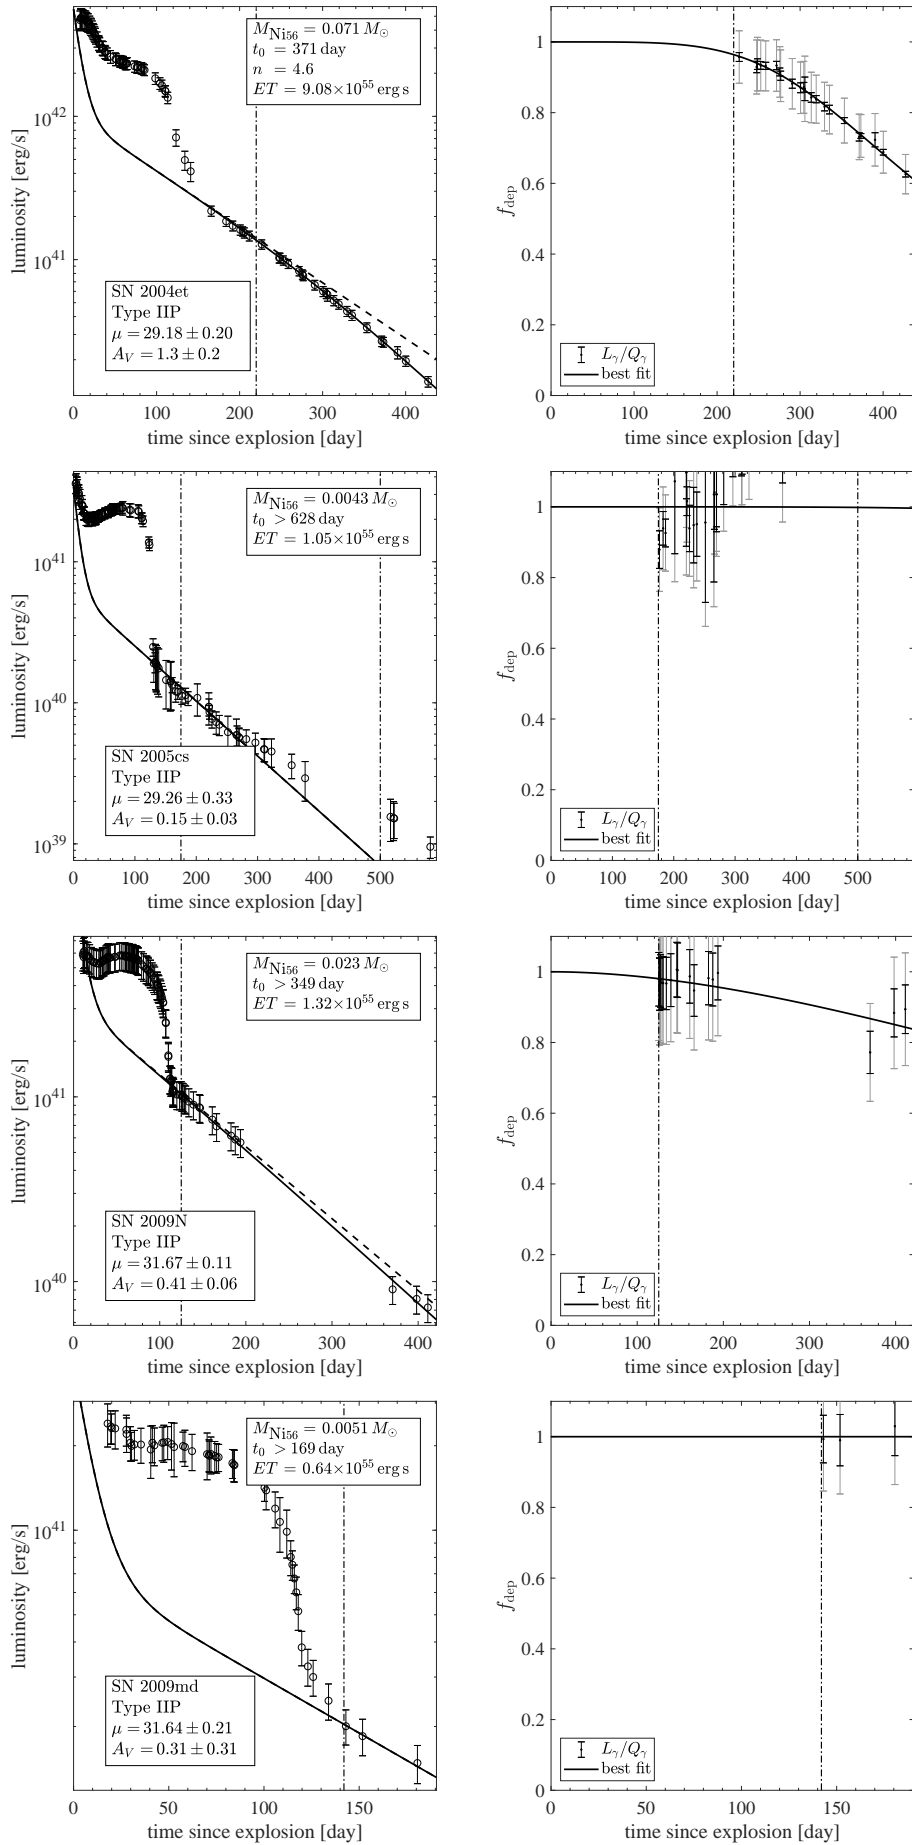 luminosity [erg/s]
10^42
10^41
M_Ni56 = 0.071 M_⊙
t_0 = 371 day
n = 4.6
ET = 9.08×10^55 erg s
SN 2004et
Type IIP
μ = 29.18 ± 0.20
A_V = 1.3 ± 0.2
0 100 200 300 400
time since explosion [day]
f_dep
1
0.8
0.6
0.4
0.2
0
L_γ/Q_γ
best fit
0 100 200 300 400
time since explosion [day]
luminosity [erg/s]
10^41
10^40
10^39
M_Ni56 = 0.0043 M_⊙
t_0 > 628 day
ET = 1.05×10^55 erg s
SN 2005cs
Type IIP
μ = 29.26 ± 0.33
A_V = 0.15 ± 0.03
0 100 200 300 400 500
time since explosion [day]
f_dep
1
0.8
0.6
0.4
0.2
0
L_γ/Q_γ
best fit
0 100 200 300 400 500
time since explosion [day]
luminosity [erg/s]
10^41
10^40
M_Ni56 = 0.023 M_⊙
t_0 > 349 day
ET = 1.32×10^55 erg s
SN 2009N
Type IIP
μ = 31.67 ± 0.11
A_V = 0.41 ± 0.06
0 100 200 300 400
time since explosion [day]
f_dep
1
0.8
0.6
0.4
0.2
0
L_γ/Q_γ
best fit
0 100 200 300 400
time since explosion [day]
luminosity [erg/s]
10^41
M_Ni56 = 0.0051 M_⊙
t_0 > 169 day
ET = 0.64×10^55 erg s
SN 2009md
Type IIP
μ = 31.64 ± 0.21
A_V = 0.31 ± 0.31
0 50 100 150
time since explosion [day]
f_dep
1
0.8
0.6
0.4
0.2
0
L_γ/Q_γ
best fit
0 50 100 150
time since explosion [day]